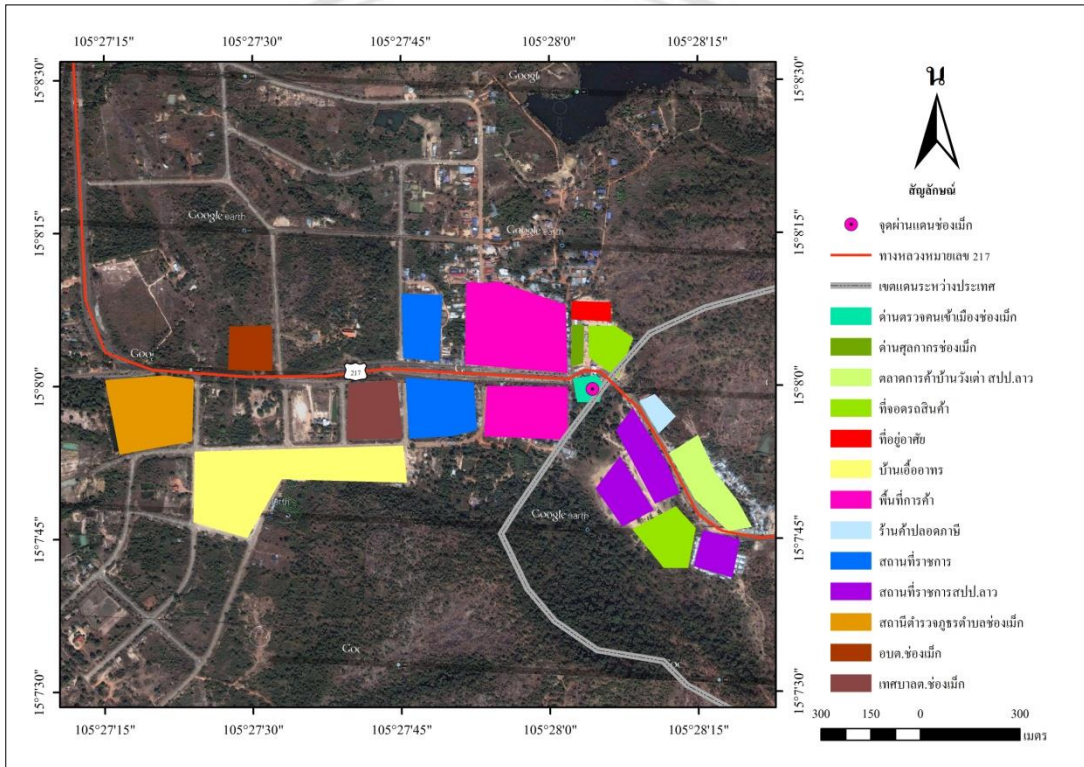 105°27'15" 105°27'30" 105°27'45" 105°28'0" 105°28'15"
15°8'30" 15°8'30"
15°8'15" 15°8'15"
15°8'0" 15°8'0"
15°7'45" 15°7'45"
15°7'30" 15°7'30"
Google
Google earth
Google earth
Goo
G
217
Google earth
Goo
Goo
105°27'15" 105°27'30" 105°27'45" 105°28'0" 105°28'15"
น
สัญลักษณ์
จุดผ่านแดนช่องเม็ก
ทางหลวงหมายเลข 217
เขตแดนระหว่างประเทศ
ด่านตรวจคนเข้าเมืองช่องเม็ก
ด่านศุลกากรช่องเม็ก
ตลาดการค้าบ้านวังเต่า สปป.ลาว
ที่จอดรถสินค้า
ที่อยู่อาศัย
บ้านเอื้ออาทร
พื้นที่การค้า
ร้านค้าปลอดภาษี
สถานที่ราชการ
สถานที่ราชการสปป.ลาว
สถานีตำรวจภูธรตำบลช่องเม็ก
อบต.ช่องเม็ก
เทศบาลต.ช่องเม็ก
300 150 0 300
เมตร